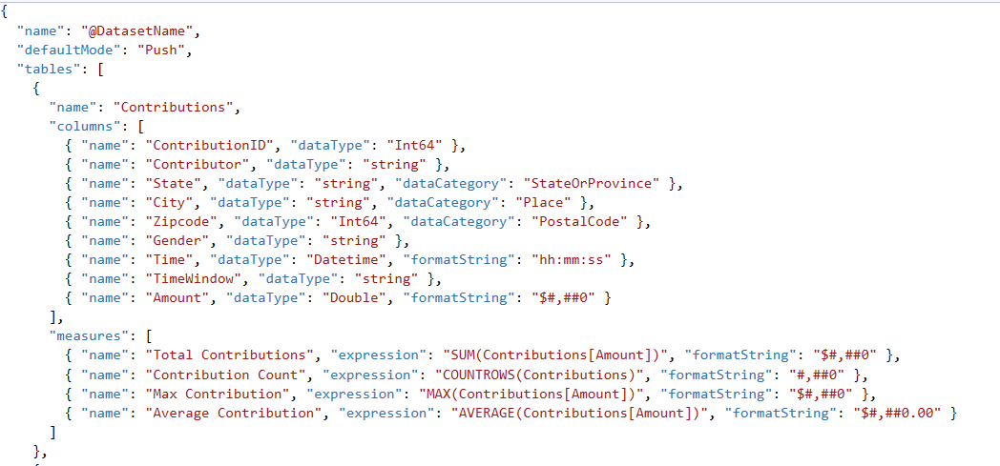 {
  "name": "@DatasetName",
  "defaultMode": "Push",
  "tables": [
    {
      "name": "Contributions",
      "columns": [
        { "name": "ContributionID", "dataType": "Int64" },
        { "name": "Contributor", "dataType": "string" },
        { "name": "State", "dataType": "string", "dataCategory": "StateOrProvince" },
        { "name": "City", "dataType": "string", "dataCategory": "Place" },
        { "name": "Zipcode", "dataType": "Int64", "dataCategory": "PostalCode" },
        { "name": "Gender", "dataType": "string" },
        { "name": "Time", "dataType": "Datetime", "formatString": "hh:mm:ss" },
        { "name": "TimeWindow", "dataType": "string" },
        { "name": "Amount", "dataType": "Double", "formatString": "$#,##0" }
      ],
      "measures": [
        { "name": "Total Contributions", "expression": "SUM(Contributions[Amount])", "formatString": "$#,##0" },
        { "name": "Contribution Count", "expression": "COUNTROWS(Contributions)", "formatString": "#,##0" },
        { "name": "Max Contribution", "expression": "MAX(Contributions[Amount])", "formatString": "$#,##0" },
        { "name": "Average Contribution", "expression": "AVERAGE(Contributions[Amount])", "formatString": "$#,##0.00" }
      ]
    },